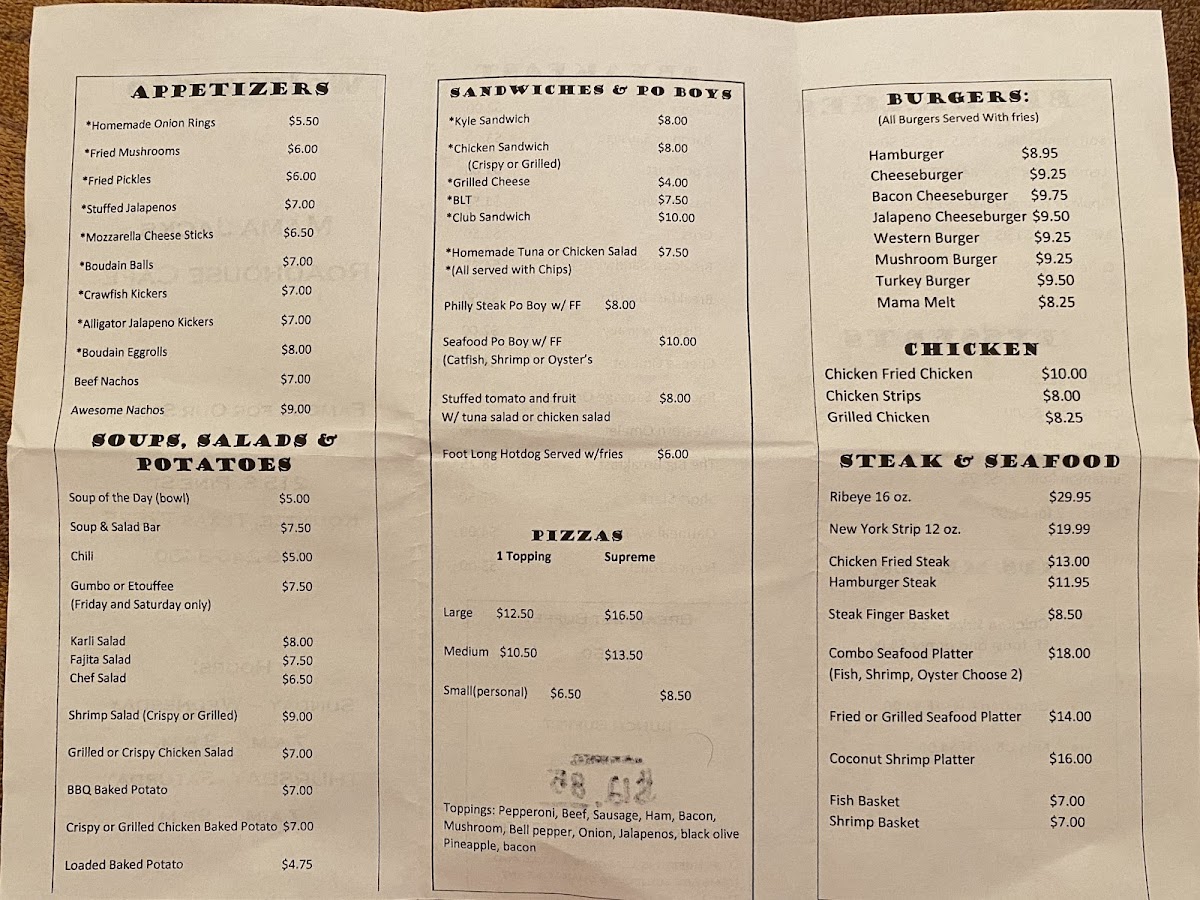 APPETIZERS
*Homemade Onion Rings $5.50
*Fried Mushrooms $6.00
*Fried Pickles $6.00
*Stuffed Jalapenos $7.00
*Mozzarella Cheese Sticks $6.50
*Boudain Balls $7.00
*Crawfish Kickers $7.00
*Alligator Jalapeno Kickers $7.00
*Boudain Eggrolls $8.00
Beef Nachos $7.00
Awesome Nachos $9.00
SOUPS, SALADS &
POTATOES
Soup of the Day (bowl) $5.00
Soup & Salad Bar $7.50
Chili $5.00
Gumbo or Etouffee $7.50
(Friday and Saturday only)
Karli Salad $8.00
Fajita Salad $7.50
Chef Salad $6.50
Shrimp Salad (Crispy or Grilled) $9.00
Grilled or Crispy Chicken Salad $7.00
BBQ Baked Potato $7.00
Crispy or Grilled Chicken Baked Potato $7.00
Loaded Baked Potato $4.75
SANDWICHES & PO BOYS
*Kyle Sandwich $8.00
*Chicken Sandwich $8.00
(Crispy or Grilled)
*Grilled Cheese $4.00
*BLT $7.50
*Club Sandwich $10.00
*Homemade Tuna or Chicken Salad $7.50
*(All served with Chips)
Philly Steak Po Boy w/ FF $8.00
Seafood Po Boy w/ FF $10.00
(Catfish, Shrimp or Oyster's
Stuffed tomato and fruit $8.00
W/ tuna salad or chicken salad
Foot Long Hotdog Served w/fries $6.00
PIZZAS
1 Topping Supreme
Large $12.50 $16.50
Medium $10.50 $13.50
Small(personal) $6.50 $8.50
Toppings: Pepperoni, Beef, Sausage, Ham, Bacon,
Mushroom, Bell pepper, Onion, Jalapenos, black olive
Pineapple, bacon
BURGERS:
(All Burgers Served With fries)
Hamburger $8.95
Cheeseburger $9.25
Bacon Cheeseburger $9.75
Jalapeno Cheeseburger $9.50
Western Burger $9.25
Mushroom Burger $9.25
Turkey Burger $9.50
Mama Melt $8.25
CHICKEN
Chicken Fried Chicken $10.00
Chicken Strips $8.00
Grilled Chicken $8.25
STEAK & SEAFOOD
Ribeye 16 oz. $29.95
New York Strip 12 oz. $19.99
Chicken Fried Steak $13.00
Hamburger Steak $11.95
Steak Finger Basket $8.50
Combo Seafood Platter $18.00
(Fish, Shrimp, Oyster Choose 2)
Fried or Grilled Seafood Platter $14.00
Coconut Shrimp Platter $16.00
Fish Basket $7.00
Shrimp Basket $7.00